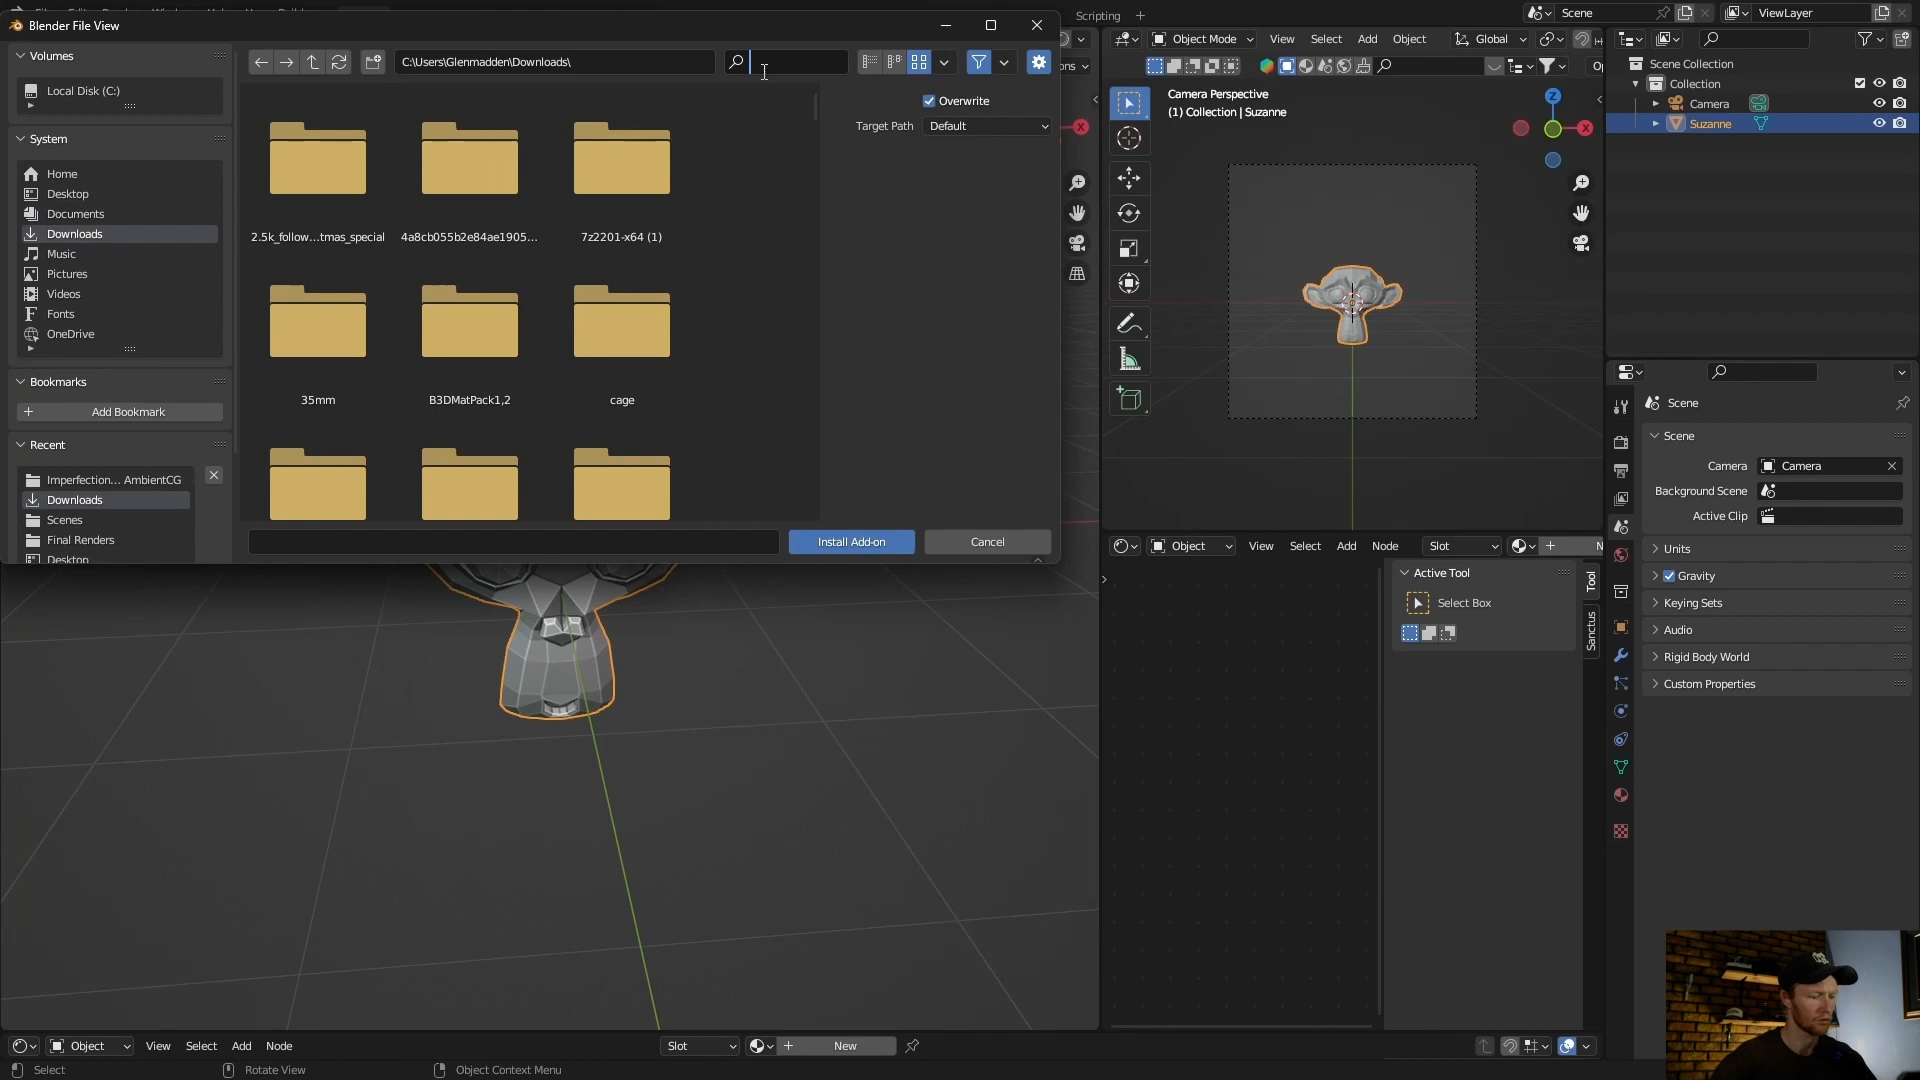 Blender File View
Scripting
Scene
ViewLayer
Volumes
C:\Users\Glenmadden\Downloads\
Object Mode
View
Select
Add
Object
Global
Local Disk (C:)
Overwrite
Target Path
Default
Camera Perspective
(1) Collection | Suzanne
Z
X
Scene Collection
Collection
Camera
Suzanne
System
Home
Desktop
Documents
Downloads
Music
Pictures
Videos
Fonts
OneDrive
2.5k_follow...tmas_special
4a8cb055b2e84ae1905...
7z2201-x64 (1)
35mm
B3DMatPack1,2
cage
Bookmarks
Add Bookmark
Recent
Imperfection... AmbientCG
Downloads
Scenes
Final Renders
Desktop
Install Add-on
Cancel
Object
View
Select
Add
Node
Slot
N
Active Tool
Select Box
Tool
Sanctus
Scene
Scene
Camera
Camera
Background Scene
Active Clip
Units
Gravity
Keying Sets
Audio
Rigid Body World
Custom Properties
Object
View
Select
Add
Node
Slot
New
Select
Rotate View
Object Context Menu